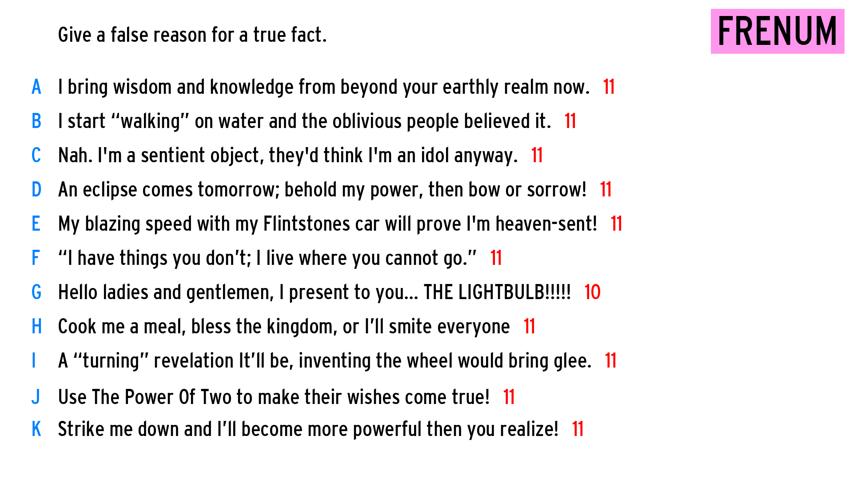 Give a false reason for a true fact.
FRENUM
A I bring wisdom and knowledge from beyond your earthly realm now. 11
B I start “walking” on water and the oblivious people believed it. 11
C Nah. I'm a sentient object, they'd think I'm an idol anyway. 11
D An eclipse comes tomorrow; behold my power, then bow or sorrow! 11
E My blazing speed with my Flintstones car will prove I'm heaven-sent! 11
F “I have things you don’t; I live where you cannot go.” 11
G Hello ladies and gentlemen, I present to you... THE LIGHTBULB!!!!! 10
H Cook me a meal, bless the kingdom, or I’ll smite everyone 11
I A “turning” revelation It’ll be, inventing the wheel would bring glee. 11
J Use The Power Of Two to make their wishes come true! 11
K Strike me down and I’ll become more powerful then you realize! 11